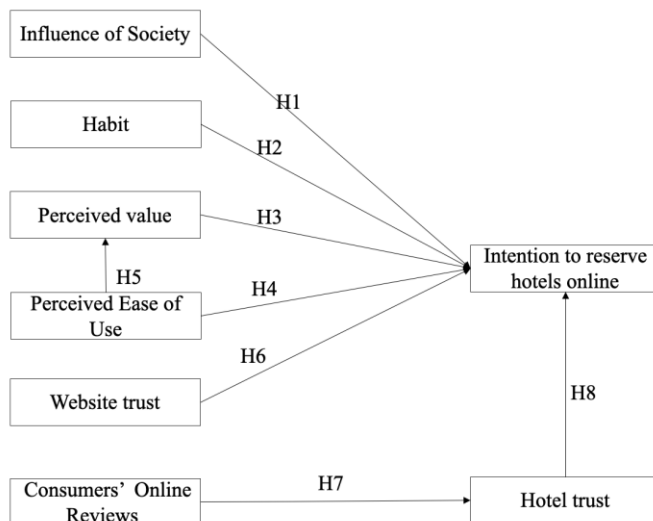 Influence of Society
H1
Habit
H2
Perceived value
H3
Intention to reserve
hotels online
H5
Perceived Ease of
Use
H4
H6
Website trust
H8
Consumers' Online
Reviews
H7
Hotel trust